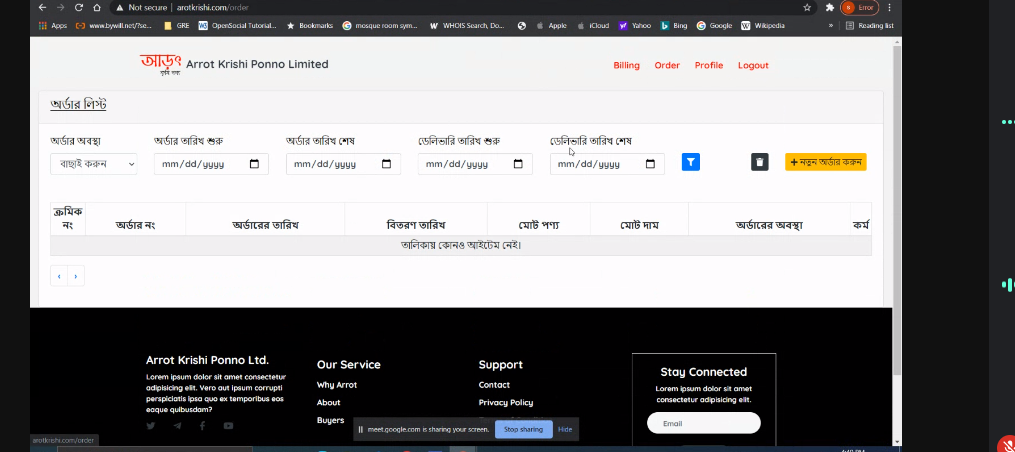 Not secure | arotkrishi.com/order
Error
Apps www.bywill.net/?se... GRE OpenSocial Tutorial... Bookmarks mosque room sym... WHOIS Search, Do... Apple iCloud Yahoo Bing Google Wikipedia » Reading list
আড়ৎ
কৃষি পণ্য
Arrot Krishi Ponno Limited
Billing Order Profile Logout
অর্ডার লিস্ট
অর্ডার অবস্থা অর্ডার তারিখ শুরু অর্ডার তারিখ শেষ ডেলিভারি তারিখ শুরু ডেলিভারি তারিখ শেষ
বাছাই করুন mm/dd/yyyy mm/dd/yyyy mm/dd/yyyy mm/dd/yyyy + নতুন অর্ডার করুন
ক্রমিক নং অর্ডার নং অর্ডারের তারিখ বিতরণ তারিখ মোট পণ্য মোট দাম অর্ডারের অবস্থা কর্ম
তালিকায় কোনও আইটেম নেই।
‹ ›
Arrot Krishi Ponno Ltd.
Lorem ipsum dolor sit amet consectetur
adipisicing elit. Vero aut ipsum corrupti
perspiciatis ipsa quo ex temporibus eos
eaque quibusdam?
Our Service
Why Arrot
About
Buyers
Support
Contact
Privacy Policy
Stay Connected
Lorem ipsum dolor sit amet
consectetur adipisicing elit.
Email
meet.google.com is sharing your screen. Stop sharing Hide
arotkrishi.com/order